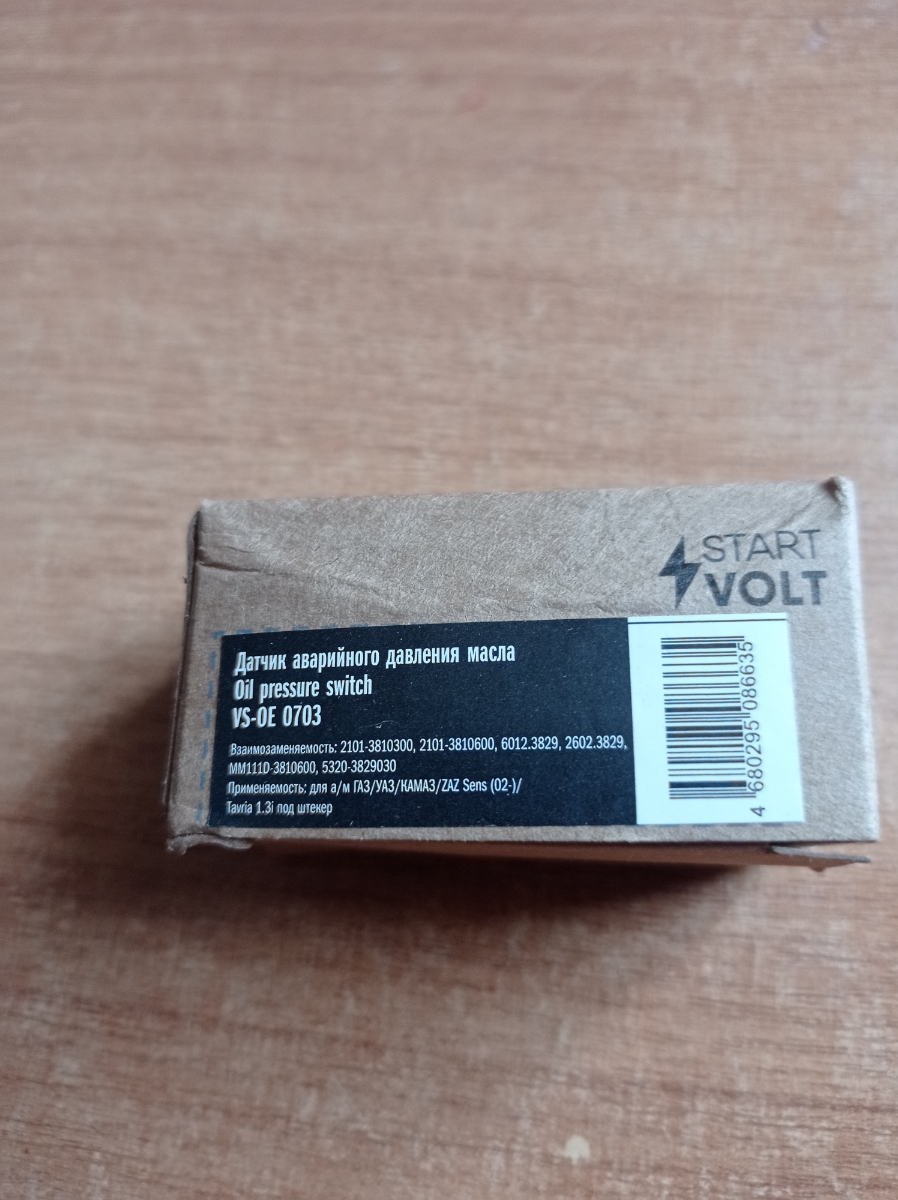 START
VOLT
Датчик аварийного давления масла
Oil pressure switch
VS-OE 0703
Взаимозаменяемость: 2101-3810300, 2101-3810600, 6012.3829, 2602.3829,
ММ111D-3810600, 5320-3829030
Применяемость: для а/м ГАЗ/УАЗ/КАМАЗ/ZAZ Sens (02-)/
Tawria 1.3i под штекер
4 680295 086635